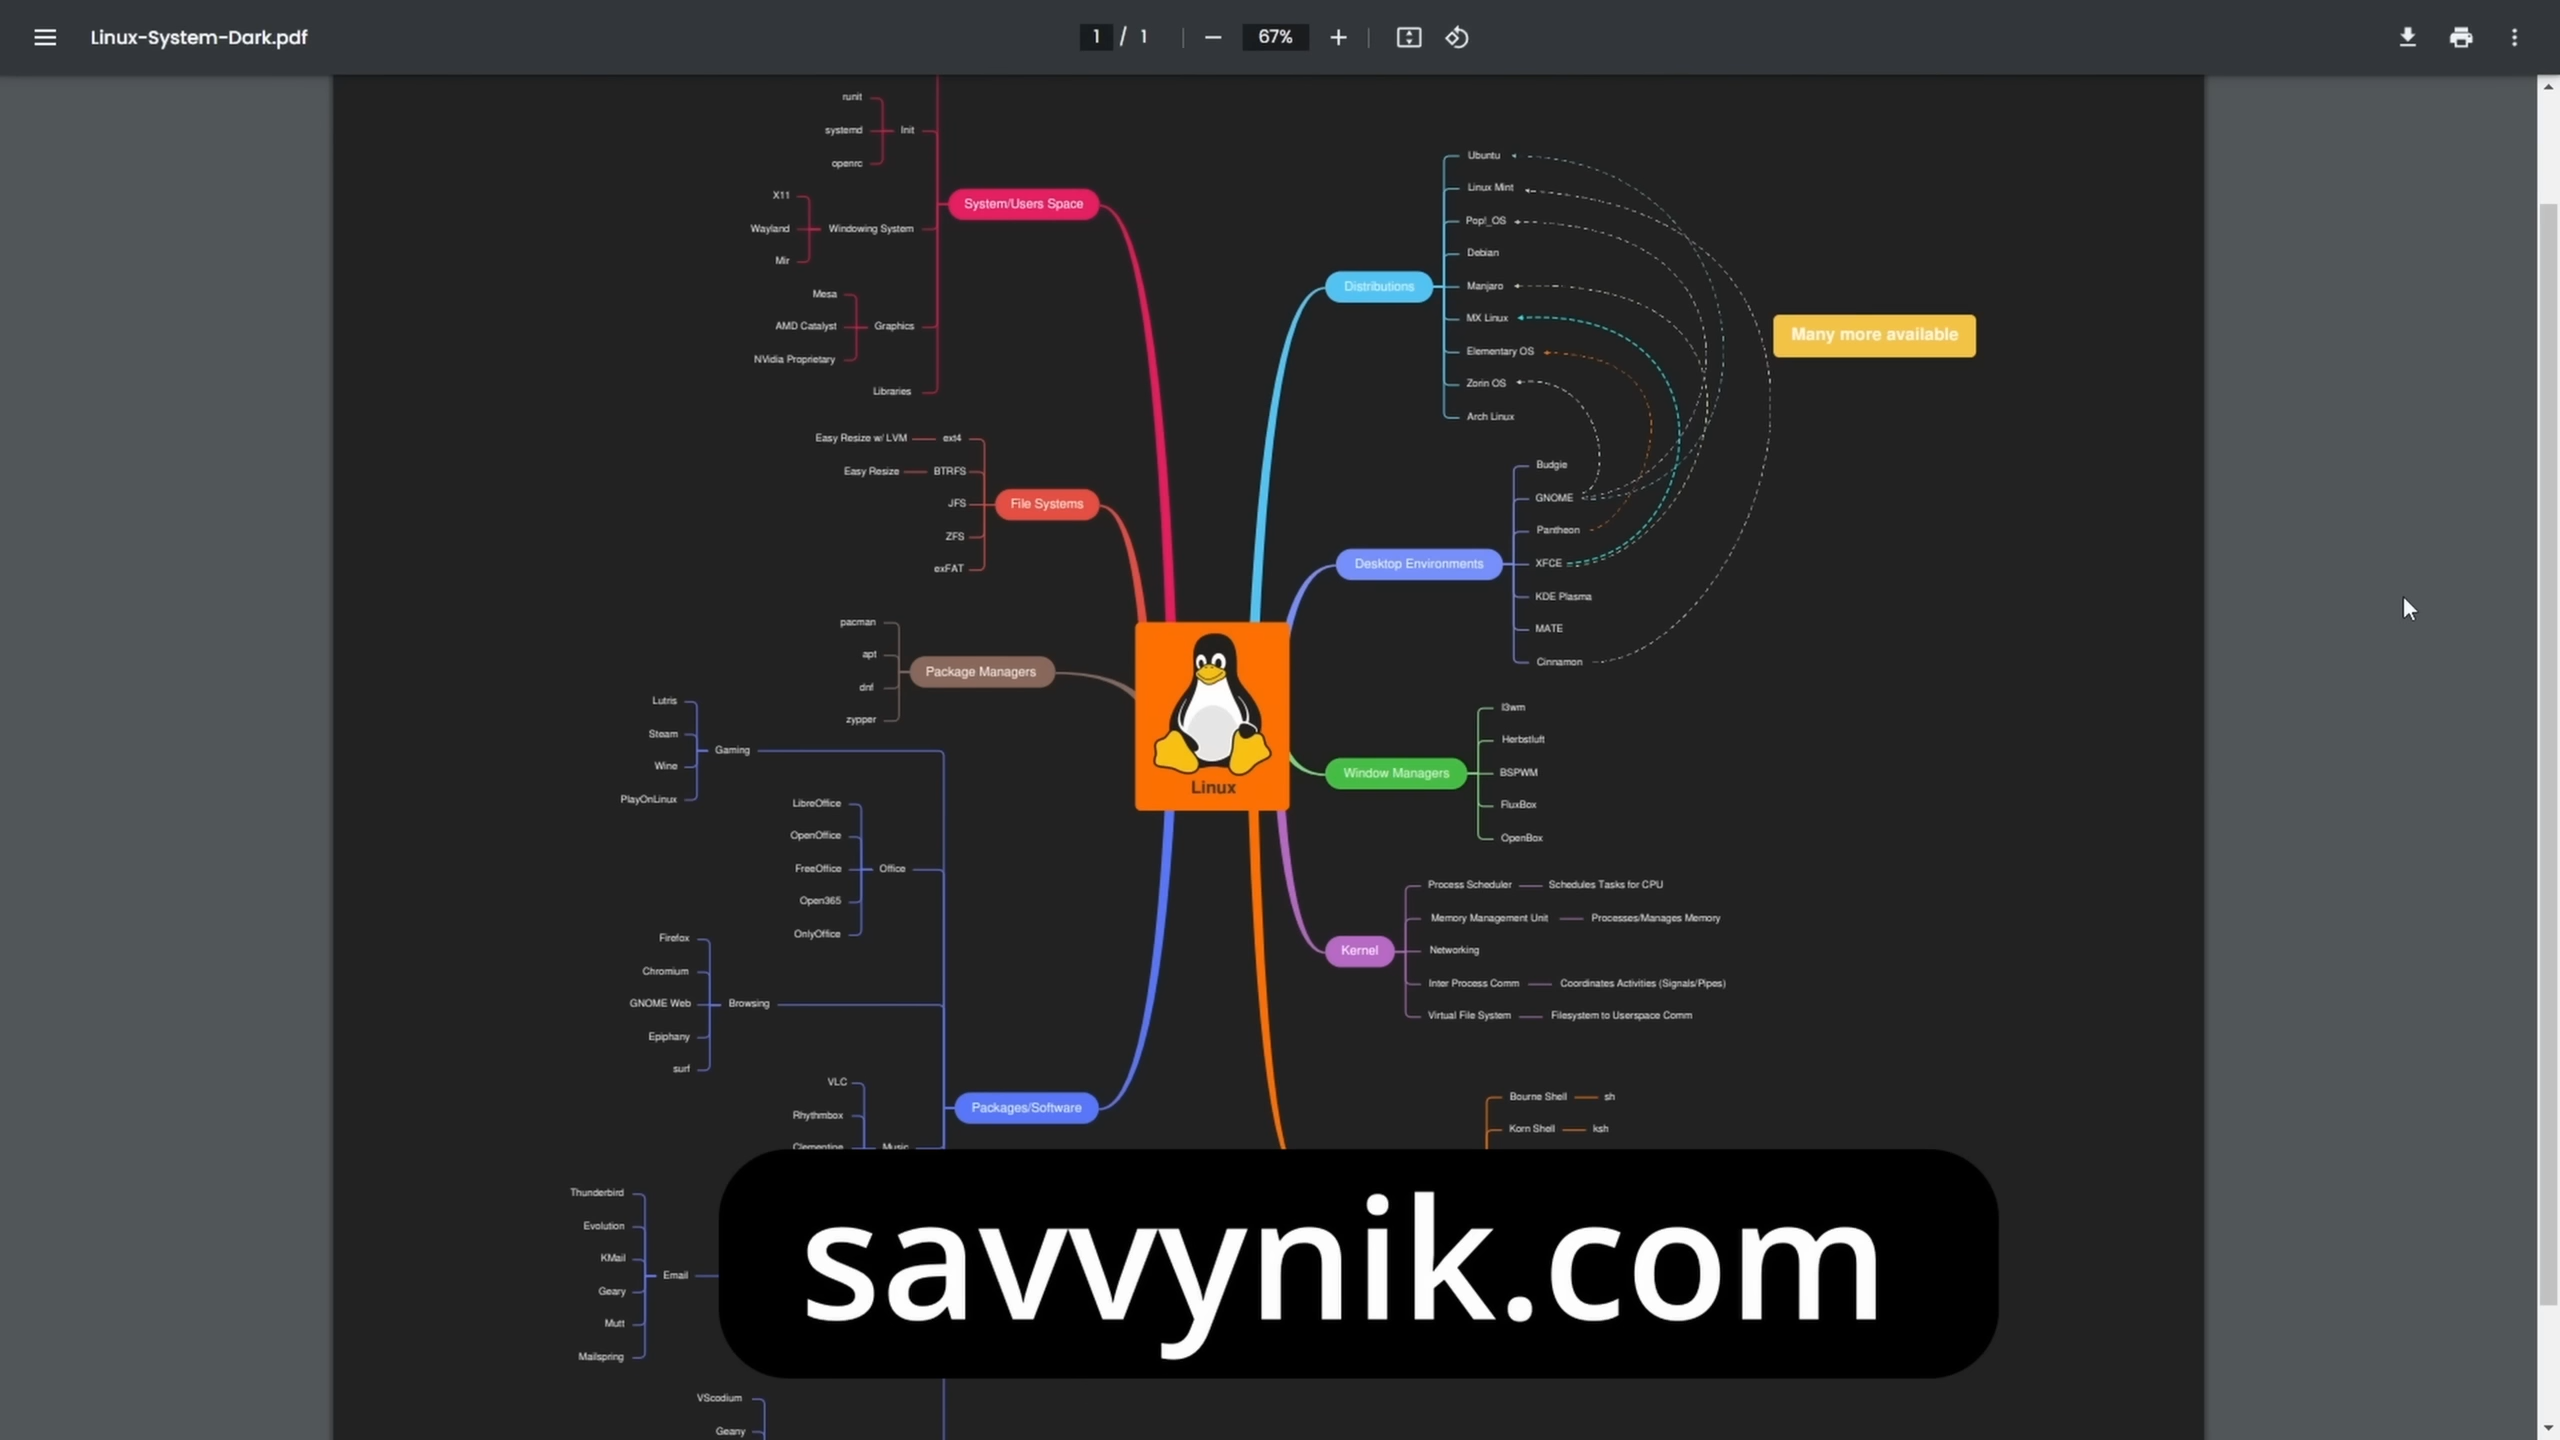 Linux-System-Dark.pdf
1 / 1
67%
runit
systemd
openrc
Init
X11
Wayland
Mir
Windowing System
Mesa
AMD Catalyst
NVidia Proprietary
Graphics
Libraries
System/Users Space
Easy Resize w/ LVM
ext4
Easy Resize
BTRFS
JFS
ZFS
exFAT
File Systems
pacman
apt
dnf
zypper
Package Managers
Lutris
Steam
Wine
PlayOnLinux
Gaming
LibreOffice
OpenOffice
FreeOffice
Open365
OnlyOffice
Office
Firefox
Chromium
GNOME Web
Epiphany
surf
Browsing
VLC
Rhythmbox
Clementine
Music
Packages/Software
Thunderbird
Evolution
KMail
Geary
Mutt
Mailspring
Email
VScodium
Geany
Linux
Distributions
Ubuntu
Linux Mint
Pop!_OS
Debian
Manjaro
MX Linux
Elementary OS
Zorin OS
Arch Linux
Many more available
Desktop Environments
Budgie
GNOME
Pantheon
XFCE
KDE Plasma
MATE
Cinnamon
Window Managers
I3wm
Herbstluft
BSPWM
FluxBox
OpenBox
Kernel
Process Scheduler
Schedules Tasks for CPU
Memory Management Unit
Processes/Manages Memory
Networking
Inter Process Comm
Coordinates Activities (Signals/Pipes)
Virtual File System
Filesystem to Userspace Comm
Bourne Shell
sh
Korn Shell
ksh
savvynik.com